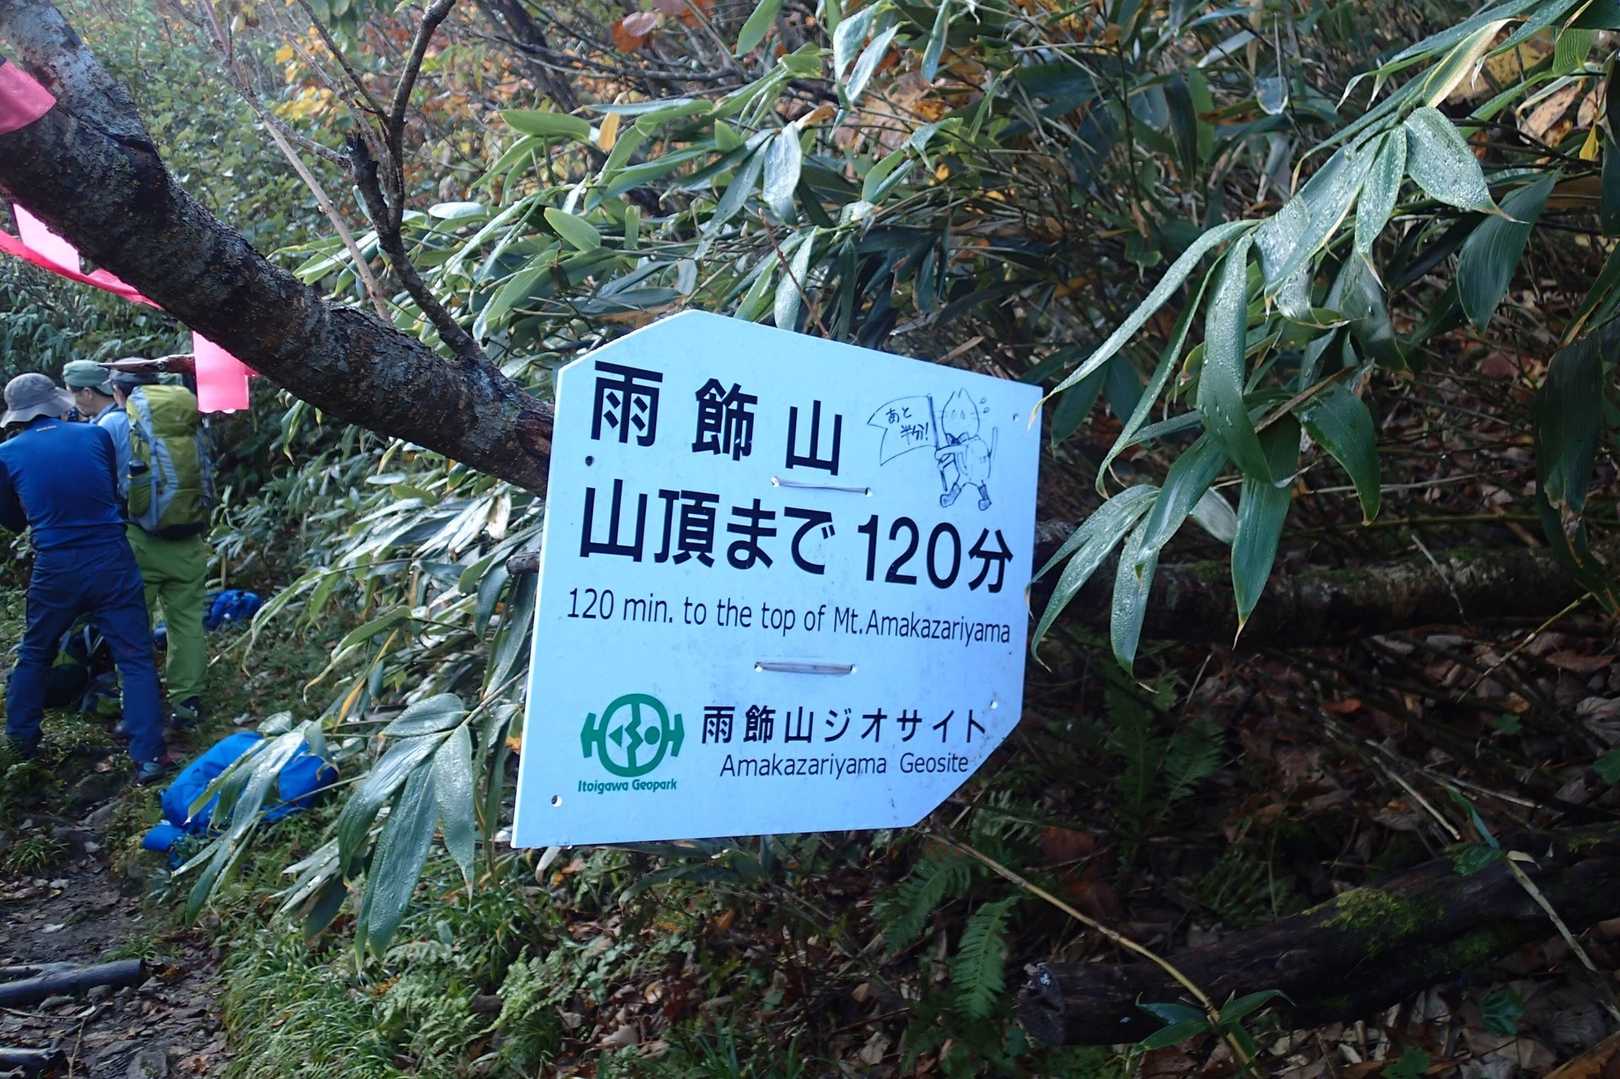 雨飾山
あと
半分!
山頂まで 120分
120 min. to the top of Mt.Amakazariyama
雨飾山ジオサイト
Amakazariyama Geosite
Itoigawa Geopark